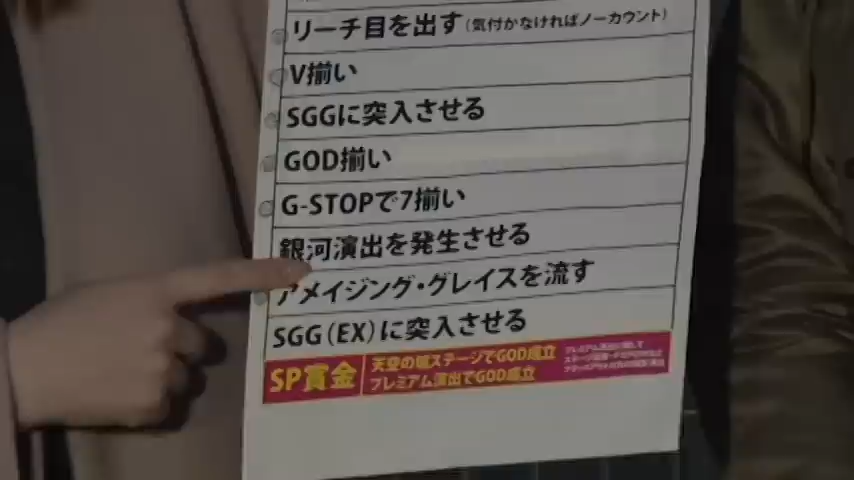 リーチ目を出す(気付かなければノーカウント)
V揃い
SGGに突入させる
GOD揃い
G-STOPで7揃い
銀河演出を発生させる
アメイジング・グレイスを流す
SGG(EX)に突入させる
SP賞金
天空の城ステージでGOD成立
プレミアム演出でGOD成立